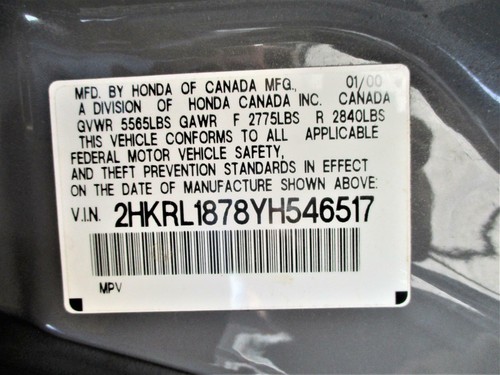 MFD. BY HONDA OF CANADA MFG., 01/00
A DIVISION OF HONDA CANADA INC. CANADA
GVWR 5565LBS GAWR F 2775LBS R 2840LBS
THIS VEHICLE CONFORMS TO ALL APPLICABLE
FEDERAL MOTOR VEHICLE SAFETY,
AND THEFT PREVENTION STANDARDS IN EFFECT
ON THE DATE OF MANUFACTURE SHOWN ABOVE:
V.I.N. 2HKRL1878YH546517
MPV